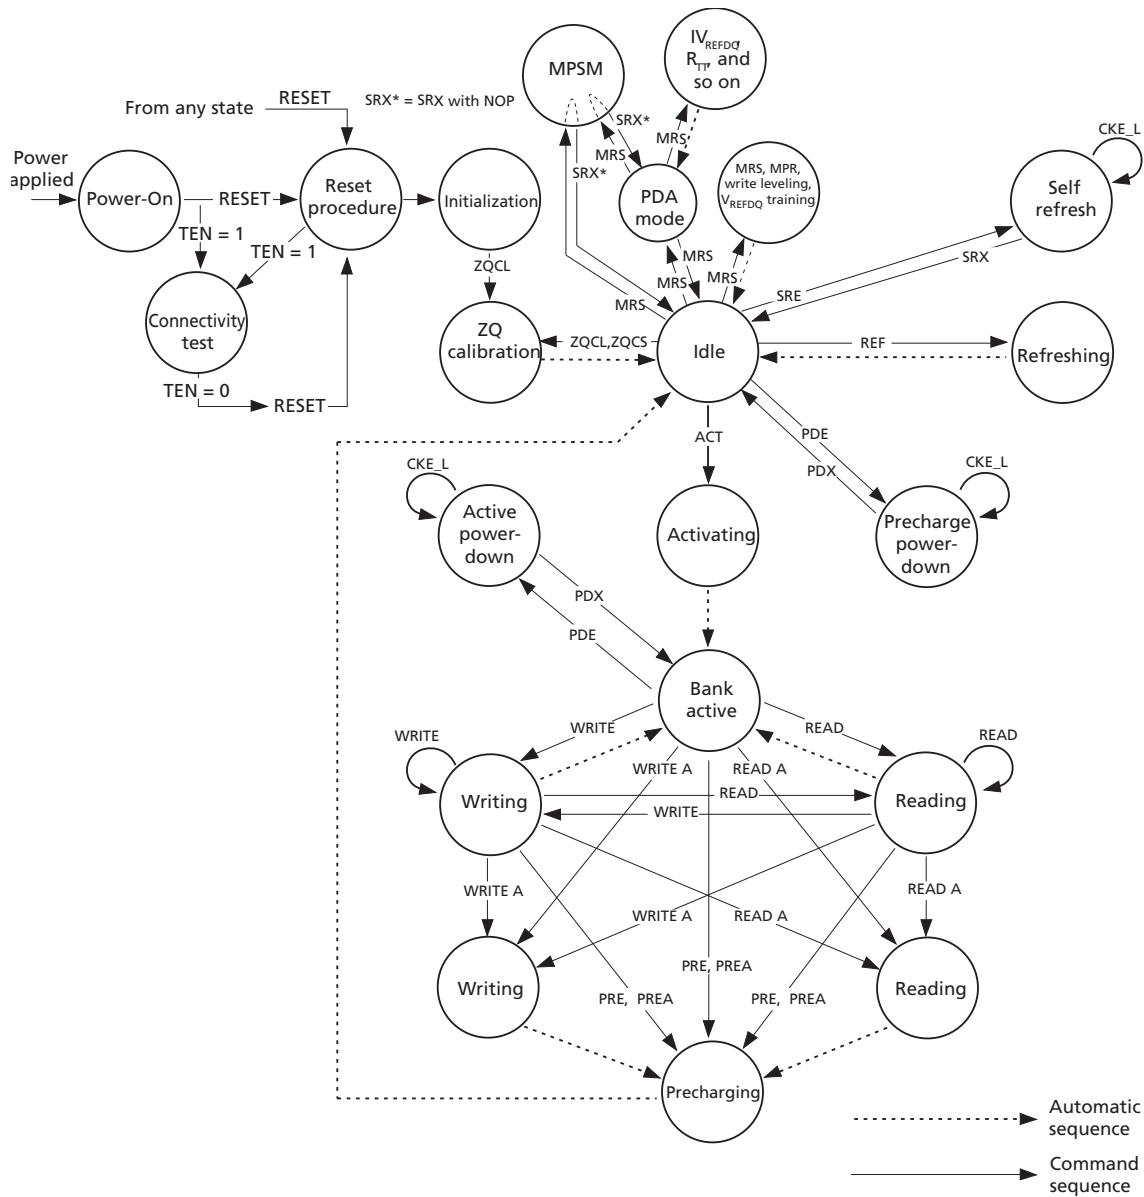 IV_REFDQ,
R_TT, and
so on
MPSM
From any state
RESET
SRX* = SRX with NOP
SRX*
MRS
MRS
SRX*
CKE_L
Power
applied
Power-On
RESET
Reset
procedure
Initialization
PDA
mode
MRS, MPR,
write leveling,
V_REFDQ training
Self
refresh
TEN = 1
TEN = 1
ZQCL
MRS
MRS
MRS
MRS
SRX
SRE
Connectivity
test
ZQ
calibration
ZQCL,ZQCS
Idle
REF
Refreshing
TEN = 0
RESET
ACT
PDE
PDX
CKE_L
CKE_L
Active
power-
down
Activating
Precharge
power-
down
PDX
PDE
Bank
active
WRITE
WRITE
READ
READ
WRITE A
READ A
Writing
READ
WRITE
Reading
WRITE A
READ A
WRITE A
READ A
Writing
PRE, PREA
PRE, PREA
PRE, PREA
Reading
Precharging
Automatic
sequence
Command
sequence